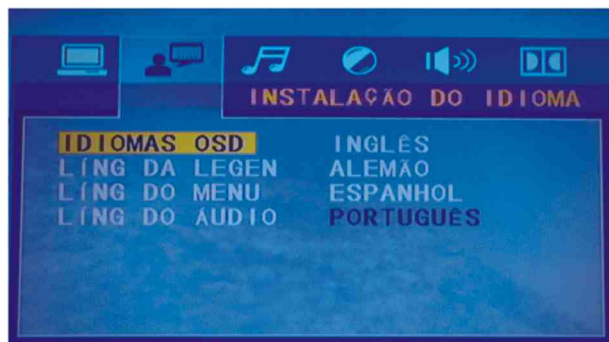 INSTALAÇÃO DO IDIOMA
IDIOMAS OSD INGLÊS
LÍNG DA LEGEN ALEMÃO
LÍNG DO MENU ESPANHOL
LÍNG DO ÁUDIO PORTUGUÊS